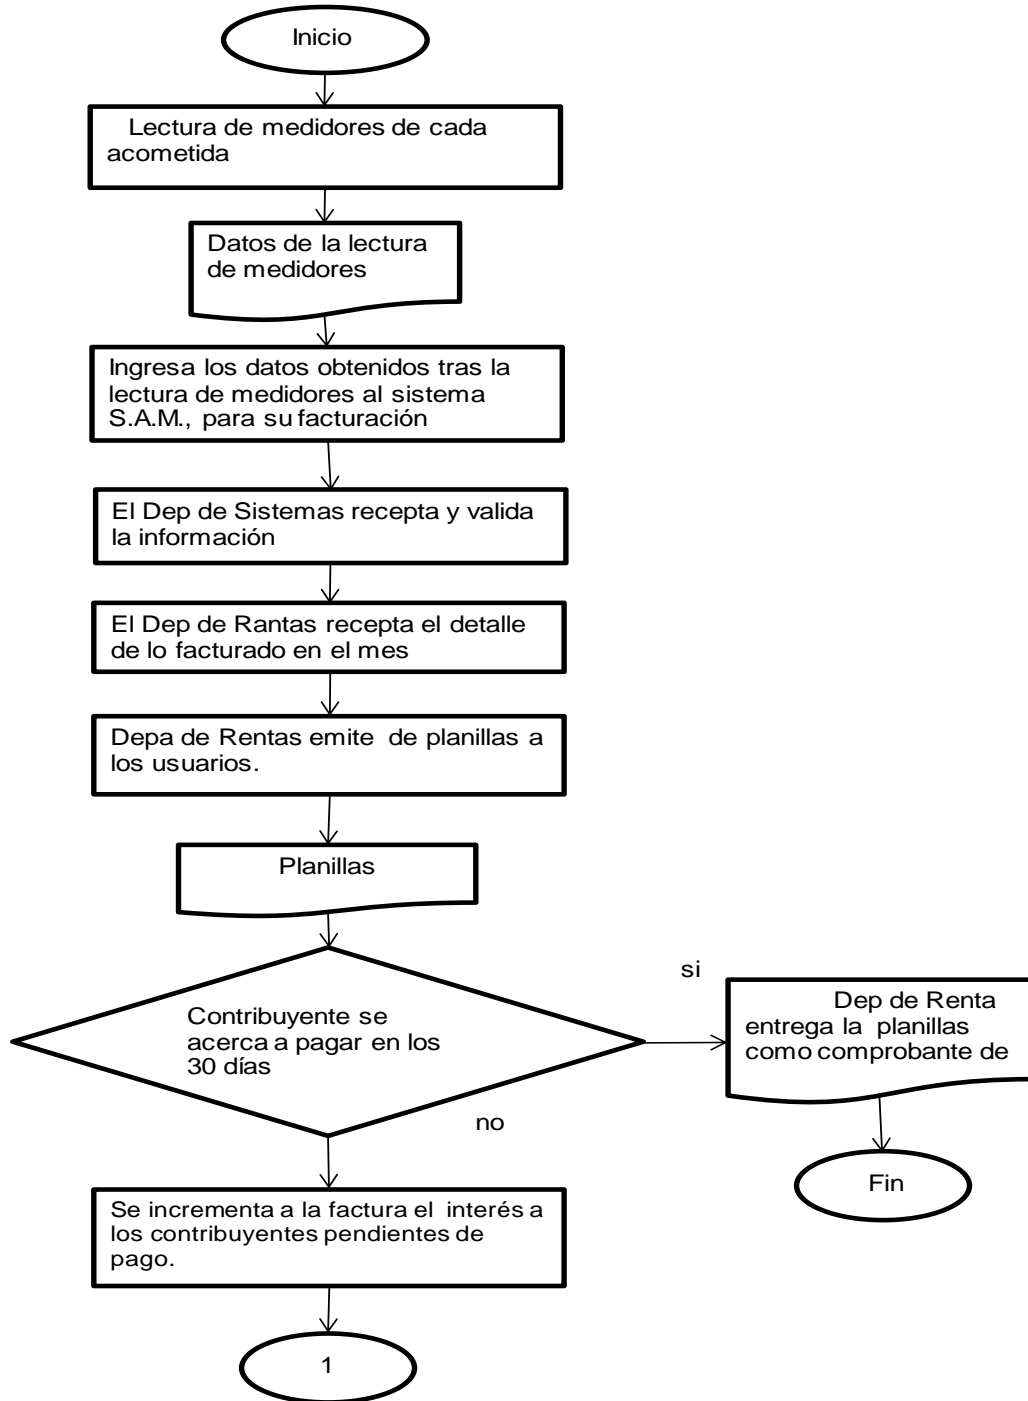 Inicio
Lectura de medidores de cada
acometida
Datos de la lectura
de medidores
Ingresa los datos obtenidos tras la
lectura de medidores al sistema
S.A.M., para su facturación
El Dep de Sistemas recepta y valida
la información
El Dep de Rantas recepta el detalle
de lo facturado en el mes
Depa de Rentas emite de planillas a
los usuarios.
Planillas
Contribuyente se
acerca a pagar en los
30 días
si
Dep de Renta
entrega la planillas
como comprobante de
no
Fin
Se incrementa a la factura el interés a
los contribuyentes pendientes de
pago.
1